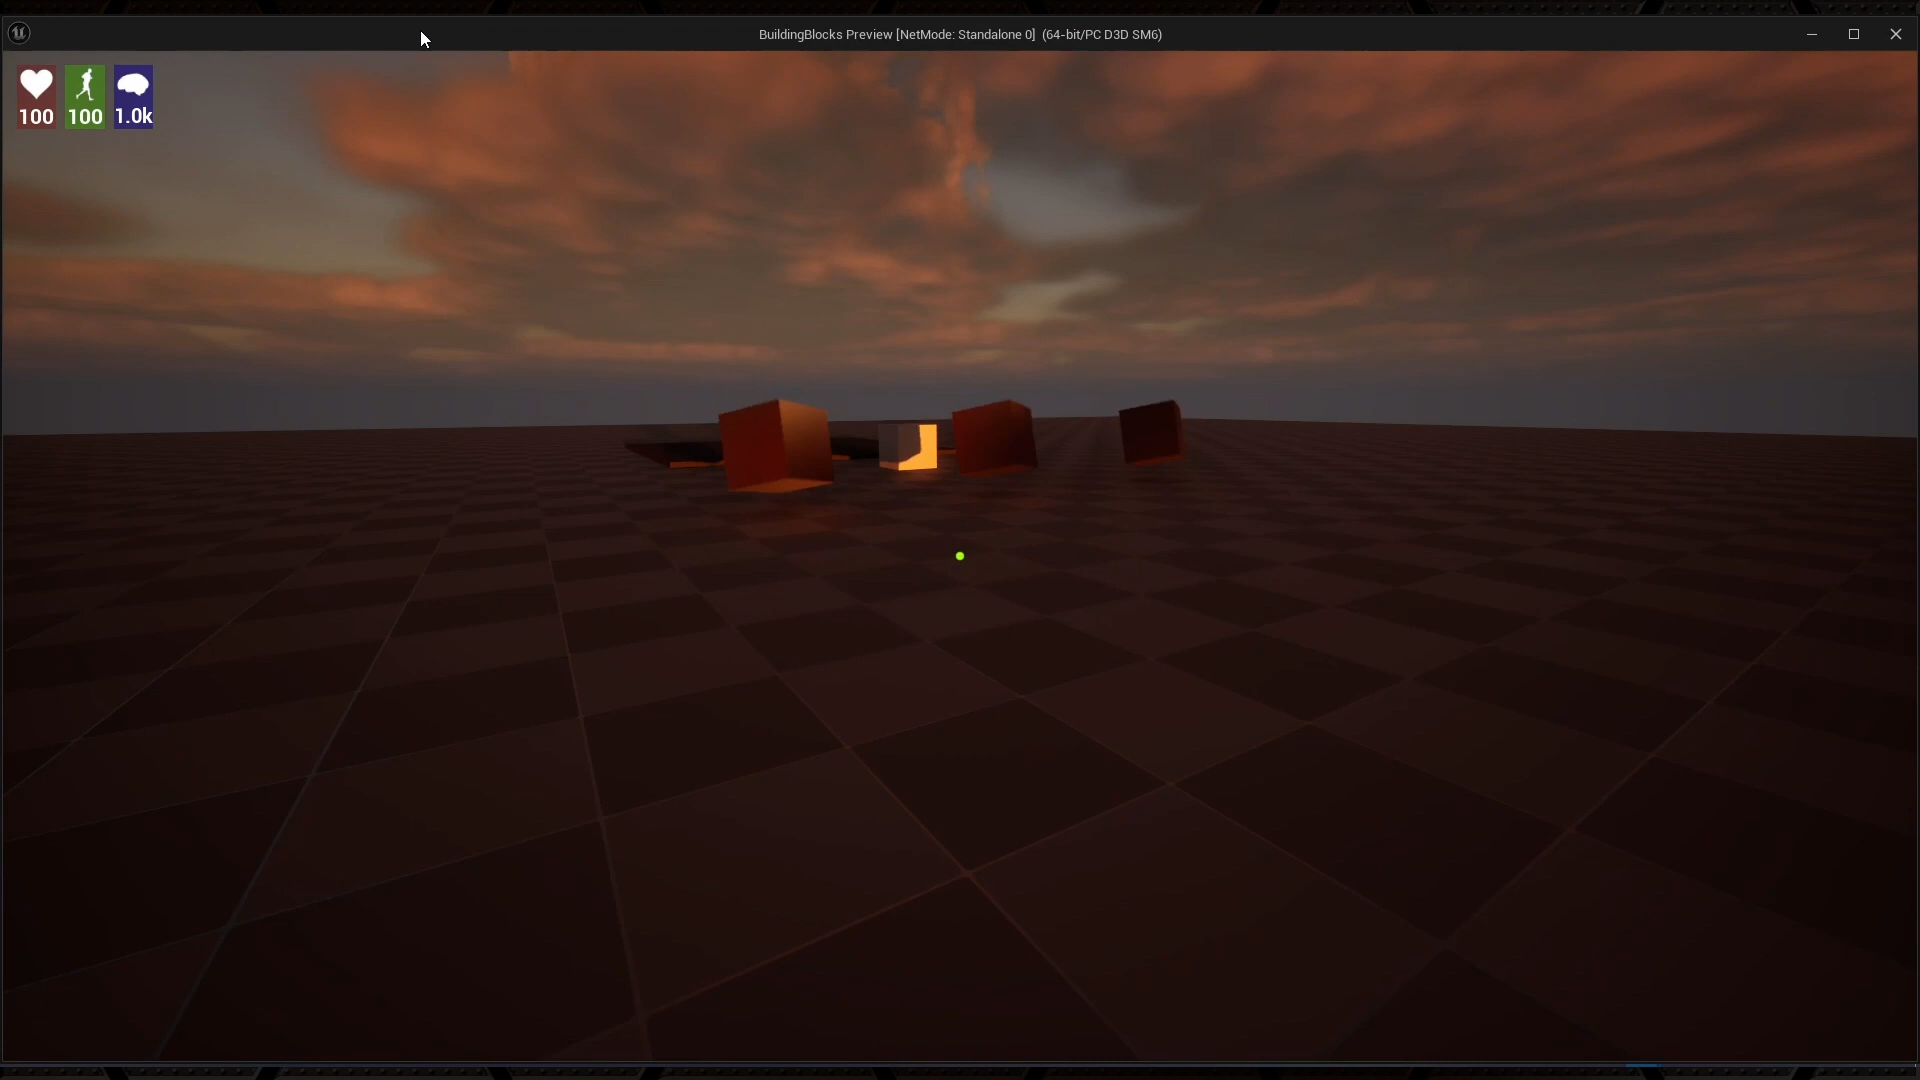 BuildingBlocks Preview [NetMode: Standalone 0] (64-bit/PC D3D SM6)
100 100 1.0k